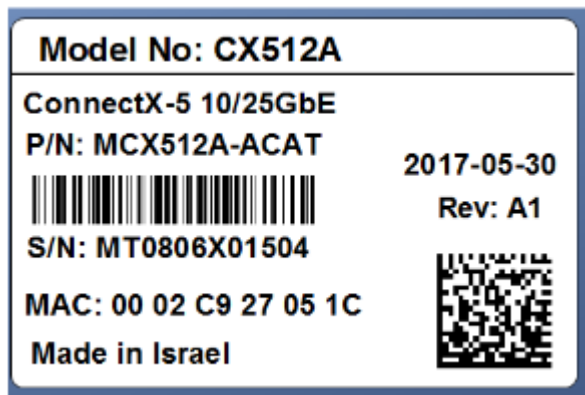 Model No: CX512A
ConnectX-5 10/25GbE
P/N: MCX512A-ACAT
2017-05-30
Rev: A1
S/N: MT0806X01504
MAC: 00 02 C9 27 05 1C
Made in Israel